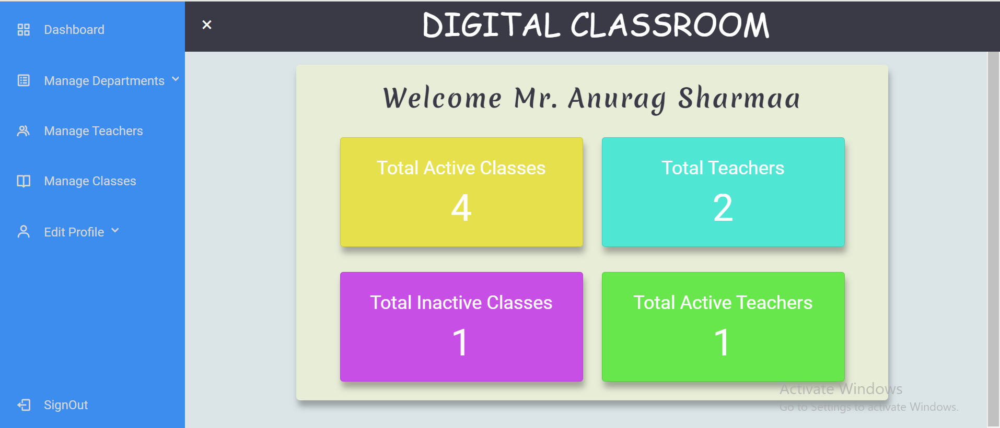 Dashboard
Manage Departments
Manage Teachers
Manage Classes
Edit Profile
SignOut
DIGITAL CLASSROOM
Welcome Mr. Anurag Sharmaa
Total Active Classes
4
Total Teachers
2
Total Inactive Classes
1
Total Active Teachers
1
Activate Windows
Go to Settings to activate Windows.